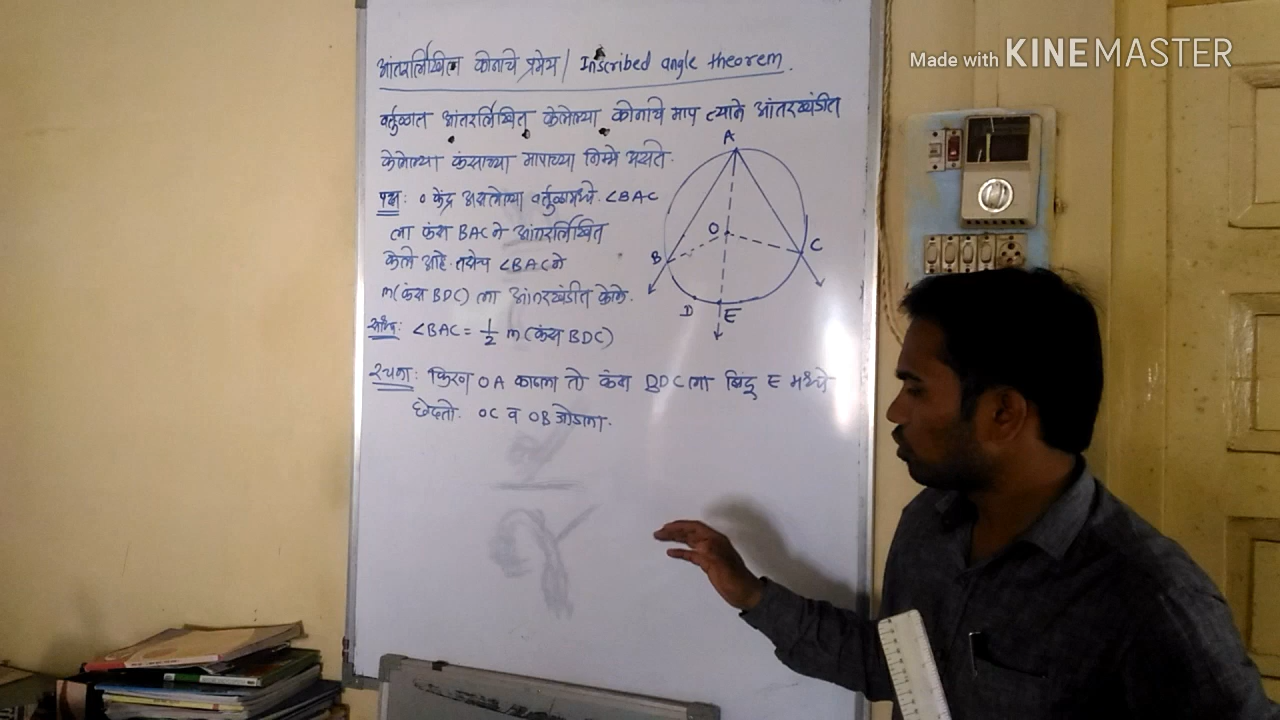 आंतरलिखित कोनाचे प्रमेय / Inscribed angle theorem.
वर्तुळात आंतरलिखित केलेल्या कोनाचे माप त्याने आंतरखंडीत
केलेल्या कंसाच्या मापाच्या निम्मे असते.
पक्ष: O केंद्र असलेल्या वर्तुळामध्ये ∠BAC
ला कंस BAC ने आंतरलिखित
केले आहे. तसेच ∠BAC ने
m(कंस BDC) ला आंतरखंडीत केले.
साध्य: ∠BAC = 1/2 m(कंस BDC)
रचना: किरण OA काढला तो कंस BDC ला बिंदू E मध्ये
छेदतो. OC व OB जोडला.
A
O
B
C
D
E
Made with KINEMASTER